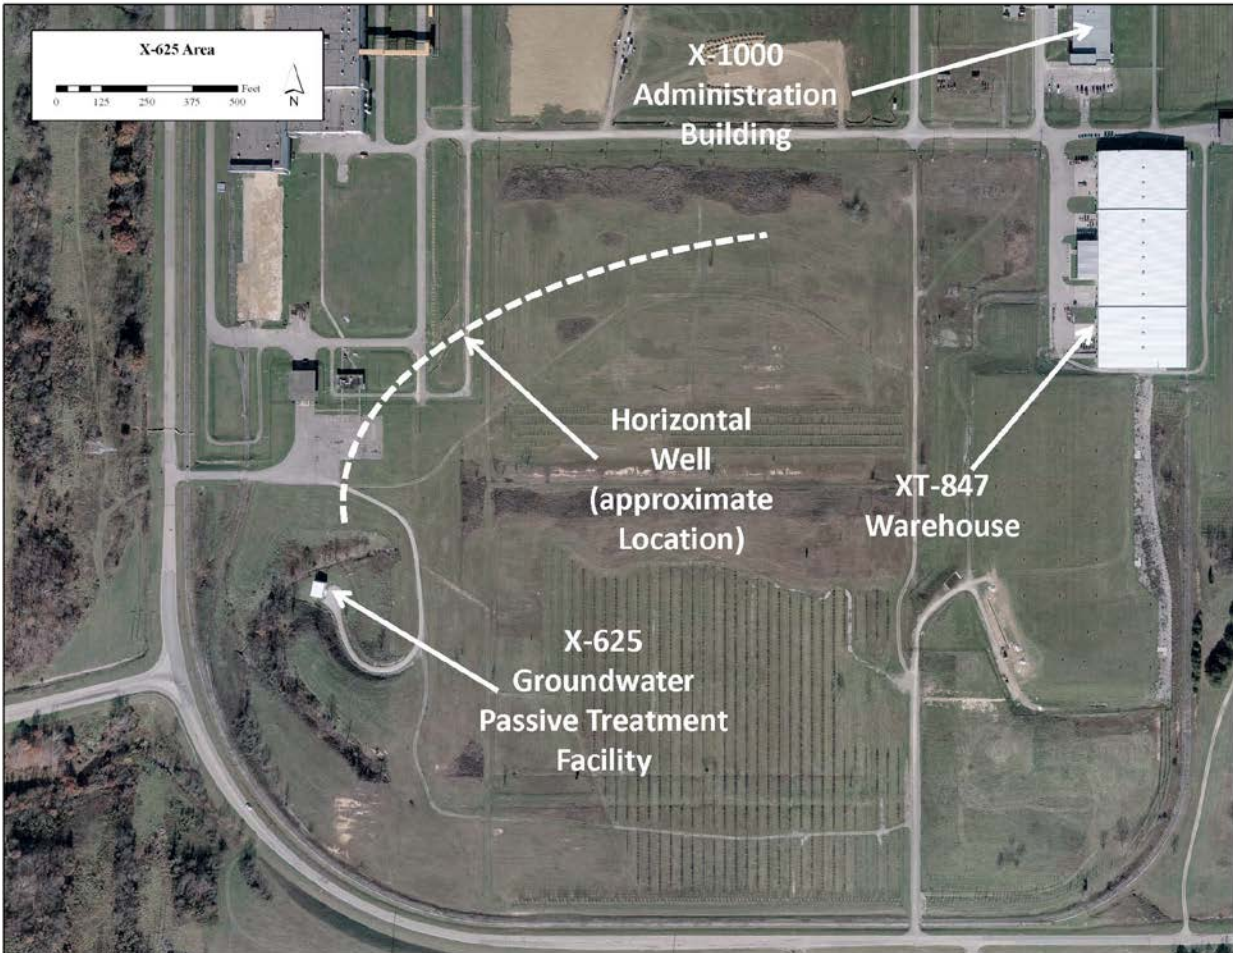 X-625 Area
Feet
0 125 250 375 500
N
X-1000
Administration
Building
Horizontal
Well
(approximate
Location)
XT-847
Warehouse
X-625
Groundwater
Passive Treatment
Facility